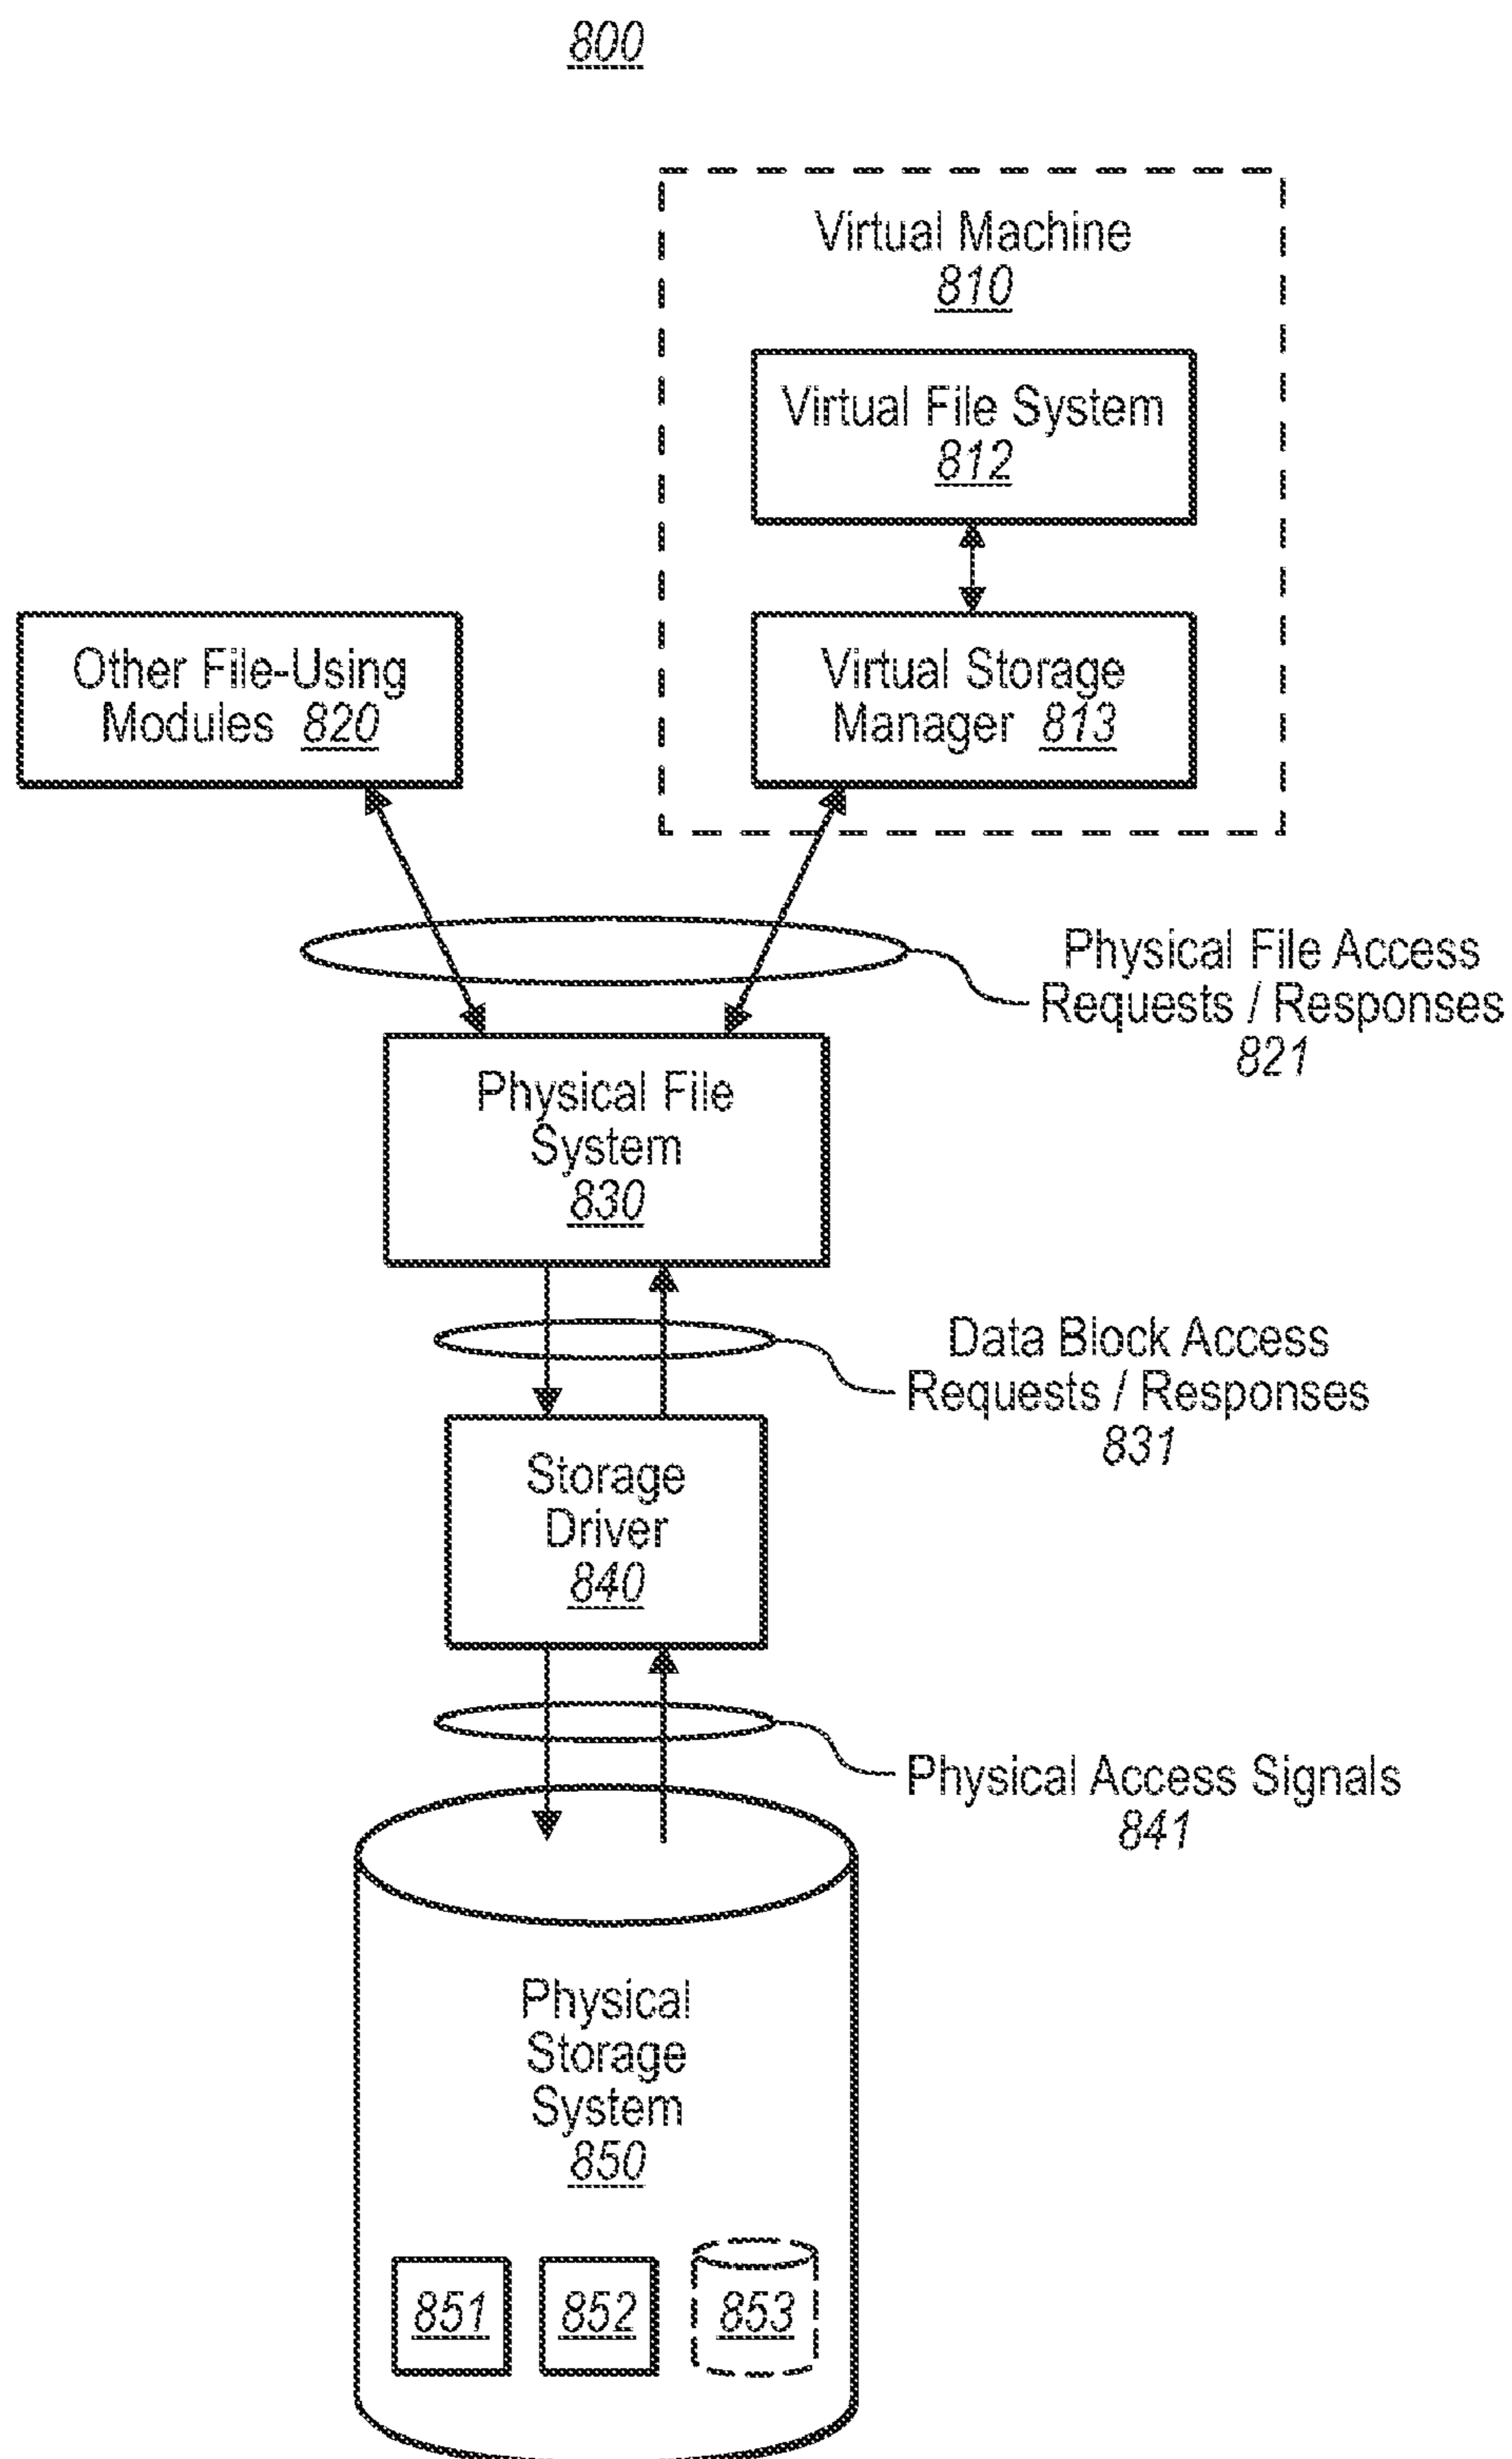 800
Virtual Machine
810
Virtual File System
812
Other File-Using
Modules 820
Virtual Storage
Manager 813
Physical File Access
Requests / Responses
821
Physical File
System
830
Data Block Access
Requests / Responses
831
Storage
Driver
840
Physical Access Signals
841
Physical
Storage
System
850
851
852
853